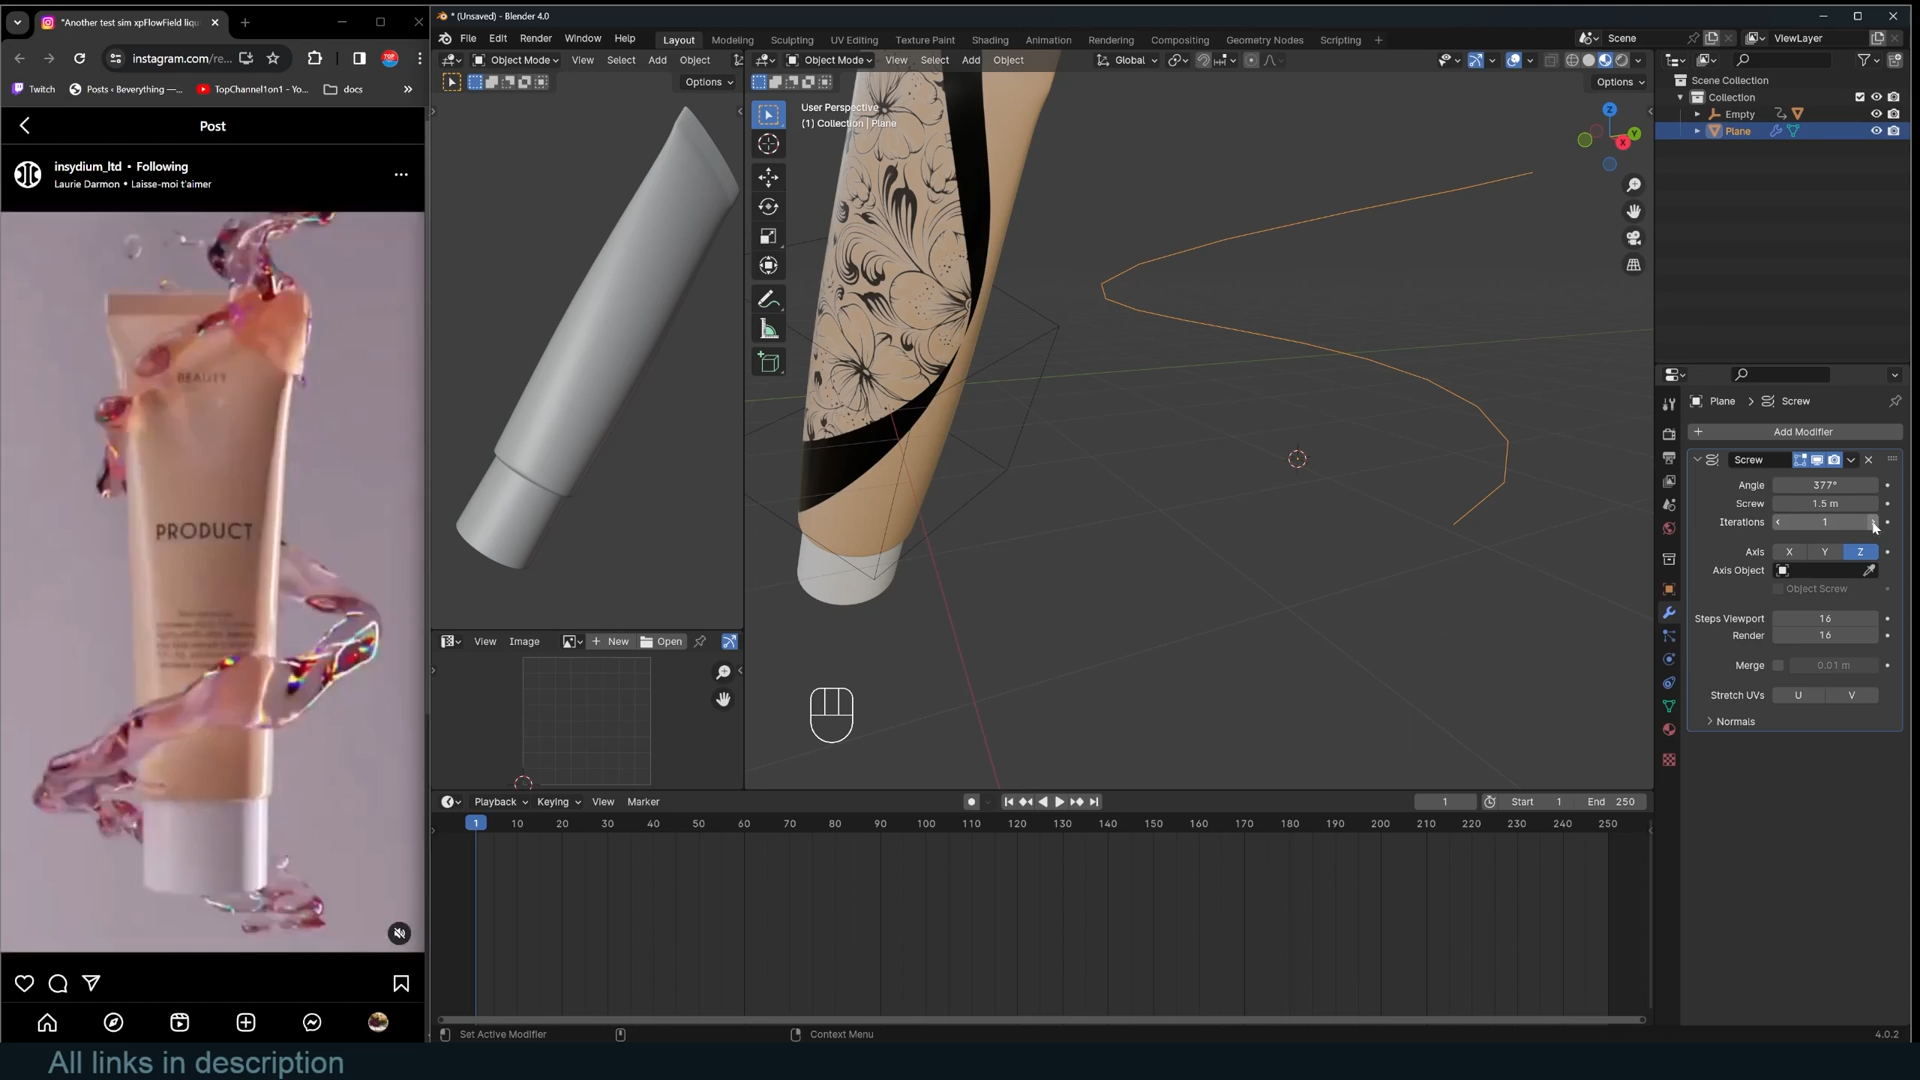 "Another test sim xpFlowField liqu
instagram.com/re...
Twitch
Posts ‹ Beverything —...
TopChannel1on1 - Yo...
docs
»
Post
insydium_ltd • Following
Laurie Darmon • Laisse-moi t'aimer
BEAUTY
PRODUCT
* (Unsaved) - Blender 4.0
File Edit Render Window Help
Layout Modeling Sculpting UV Editing Texture Paint Shading Animation Rendering Compositing Geometry Nodes Scripting +
Scene
ViewLayer
Object Mode View Select Add Object
Object Mode View Select Add Object
Global
Options
Options
User Perspective
(1) Collection | Plane
Z
Y
X
Scene Collection
Collection
Empty
Plane
Plane > Screw
+ Add Modifier
Screw
Angle 377°
Screw 1.5 m
Iterations 1
Axis X Y Z
Axis Object
Object Screw
Steps Viewport 16
Render 16
Merge 0.01 m
Stretch UVs U V
Normals
View Image
+ New
Open
Playback Keying View Marker
1
Start 1
End 250
1 10 20 30 40 50 60 70 80 90 100 110 120 130 140 150 160 170 180 190 200 210 220 230 240 250
Set Active Modifier
Context Menu
4.0.2
All links in description